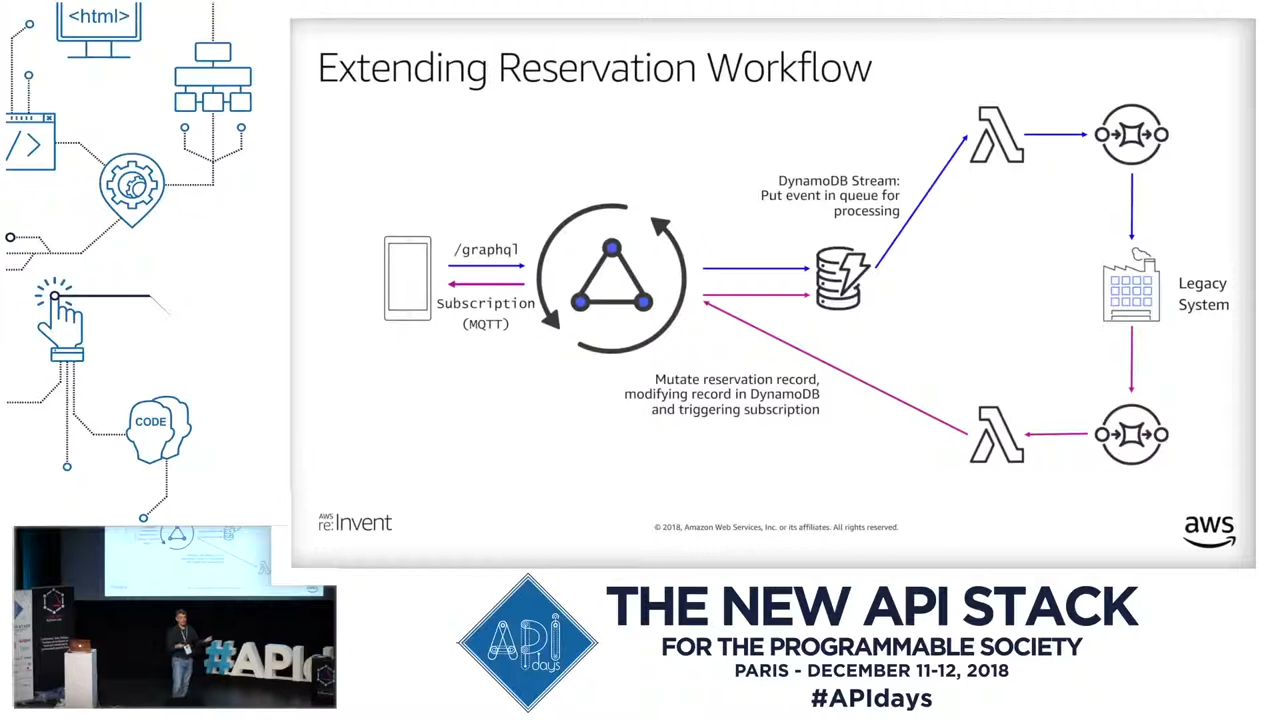 <html>
</>
CODE
Extending Reservation Workflow
DynamoDB Stream:
Put event in queue for
processing
/graphql
Subscription
(MQTT)
Legacy
System
Mutate reservation record,
modifying record in DynamoDB
and triggering subscription
AWS
re:Invent
© 2018, Amazon Web Services, Inc. or its affiliates. All rights reserved.
aws
#APId
API
days
THE NEW API STACK
FOR THE PROGRAMMABLE SOCIETY
PARIS - DECEMBER 11-12, 2018
#APIdays